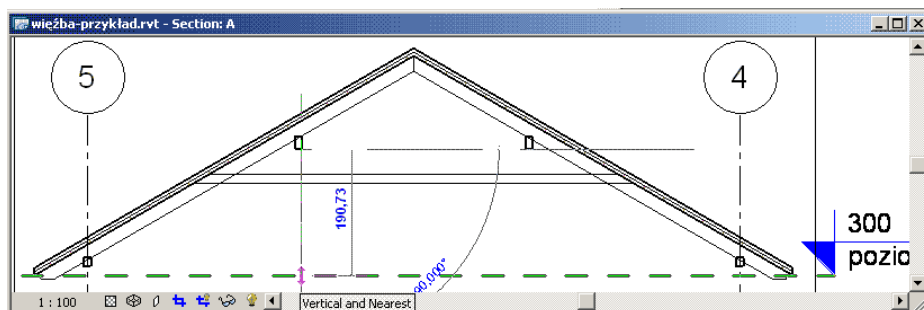 więźba-przykład.rvt - Section: A
5
4
190,73
90,000°
300
pozio
1 : 100
Vertical and Nearest